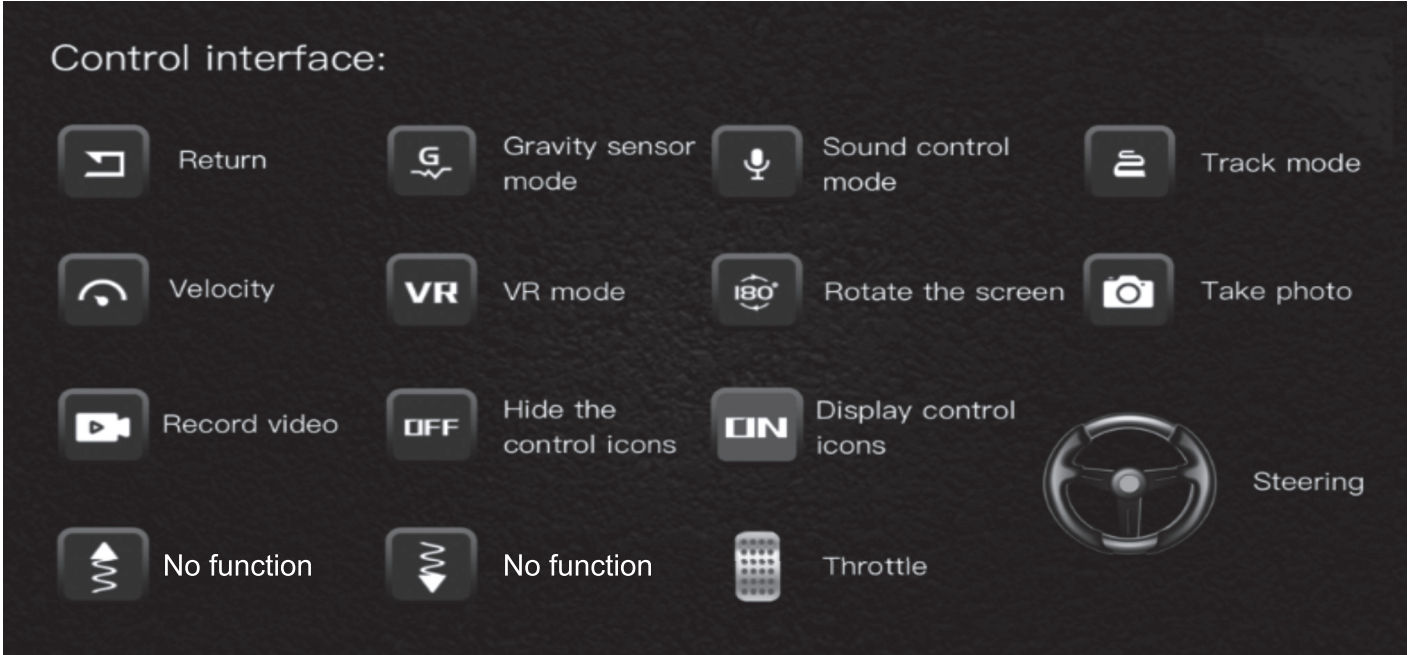 Control interface:
Return
G
Gravity sensor
mode
Sound control
mode
Track mode
Velocity
VR
VR mode
180°
Rotate the screen
Take photo
Record video
OFF
Hide the
control icons
ON
Display control
icons
Steering
No function
No function
Throttle